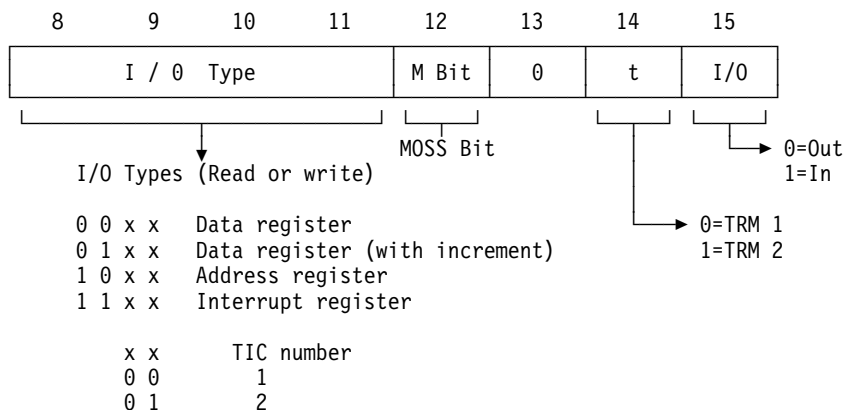 8 9 10 11 12 13 14 15
I / 0 Type M Bit 0 t I/O
MOSS Bit 0=Out
I/O Types (Read or write) 1=In
0 0 x x Data register 0=TRM 1
0 1 x x Data register (with increment) 1=TRM 2
1 0 x x Address register
1 1 x x Interrupt register
x x TIC number
0 0 1
0 1 2